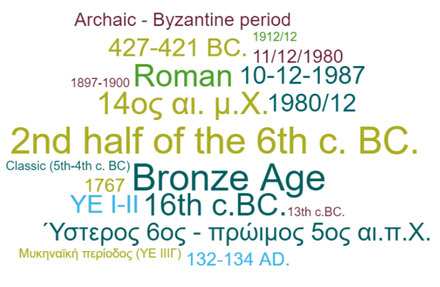 Archaic - Byzantine period
427-421 BC.
1912/12
11/12/1980
1897-1900
Roman
10-12-1987
14ος αι. μ.Χ.
1980/12
2nd half of the 6th c. BC.
Classic (5th-4th c. BC)
1767
Bronze Age
ΥΕ Ι-ΙΙ
16th c.BC.
13th c.BC.
Ύστερος 6ος - πρώιμος 5ος αι.π.Χ.
Μυκηναϊκή περίοδος (ΥΕ ΙΙΙΓ)
132-134 AD.